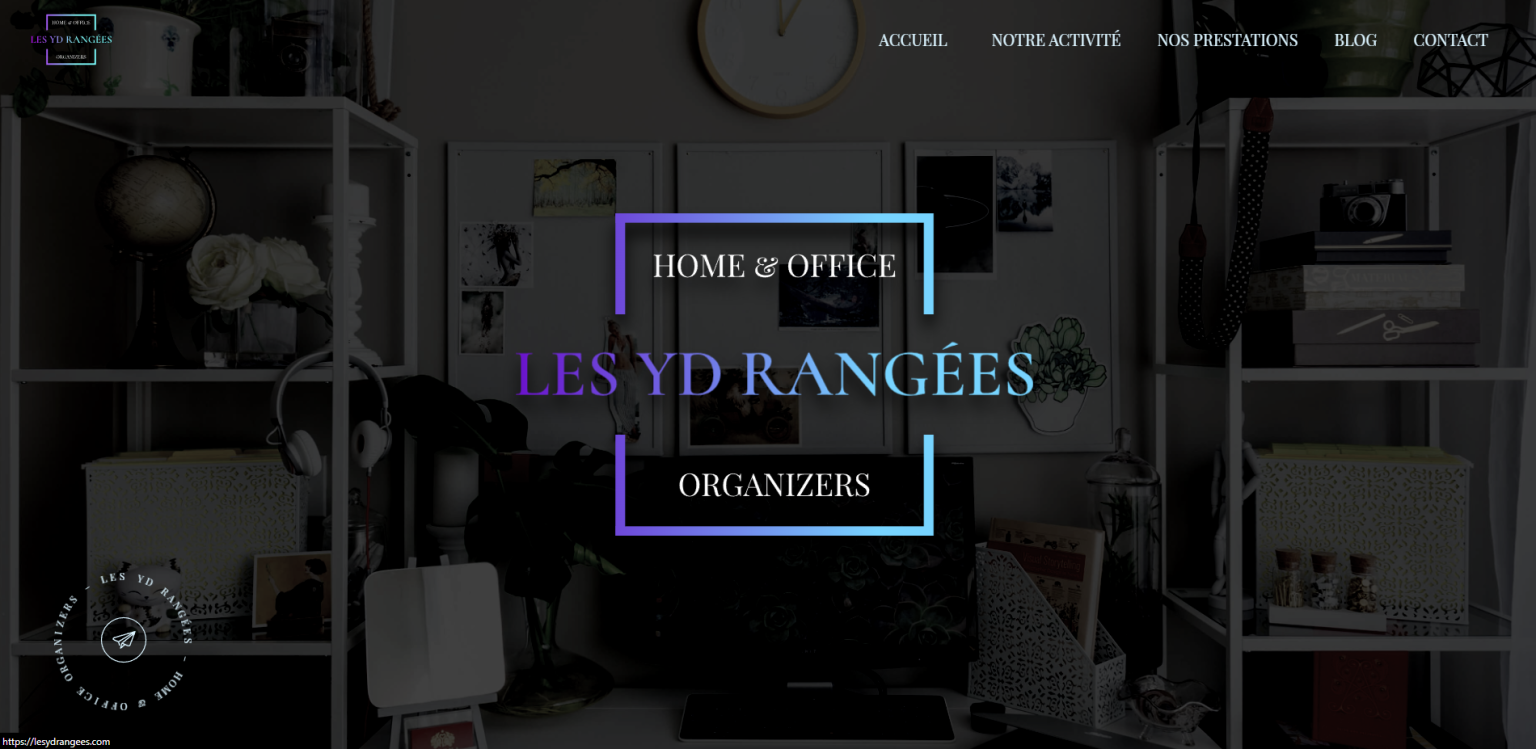 HOME & OFFICE
LES YD RANGÉES
ORGANIZERS
ACCUEIL NOTRE ACTIVITÉ NOS PRESTATIONS BLOG CONTACT
HOME & OFFICE
LES YD RANGÉES
ORGANIZERS
LES YD RANGÉES - HOME & OFFICE ORGANIZERS -
https://lesydrangees.com